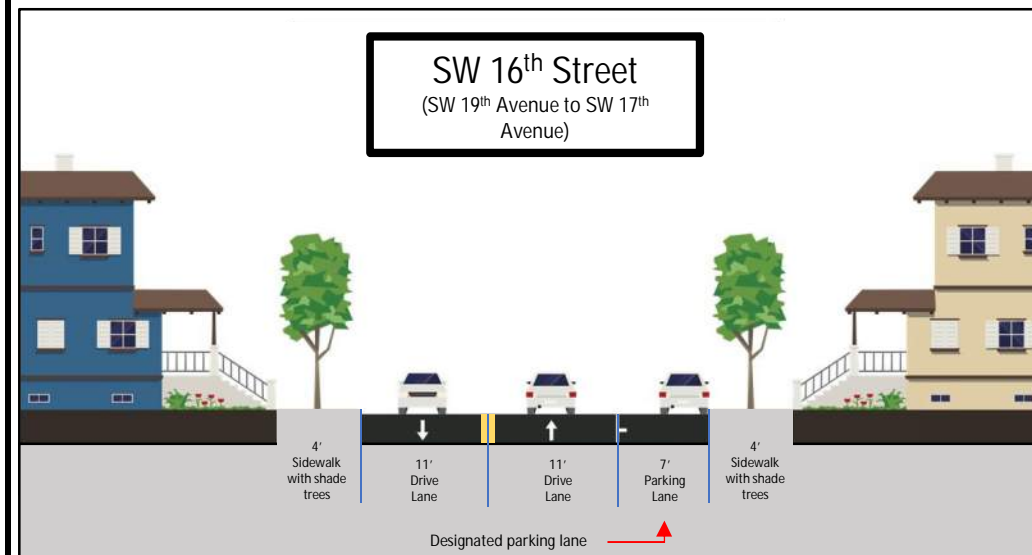 SW 16th Street
(SW 19th Avenue to SW 17th
Avenue)
4'
Sidewalk
with shade
trees
11'
Drive
Lane
11'
Drive
Lane
7'
Parking
Lane
4'
Sidewalk
with shade
trees
Designated parking lane